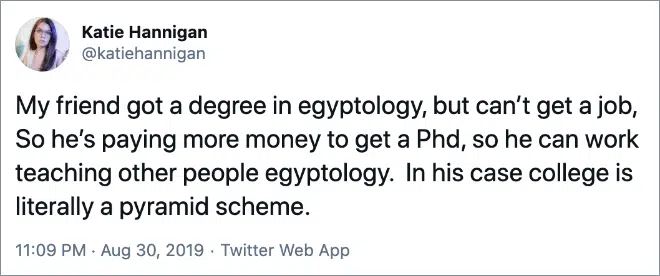 Katie Hannigan
@katiehannigan
My friend got a degree in egyptology, but can’t get a job,
So he’s paying more money to get a Phd, so he can work
teaching other people egyptology.  In his case college is
literally a pyramid scheme.
11:09 PM · Aug 30, 2019 · Twitter Web App